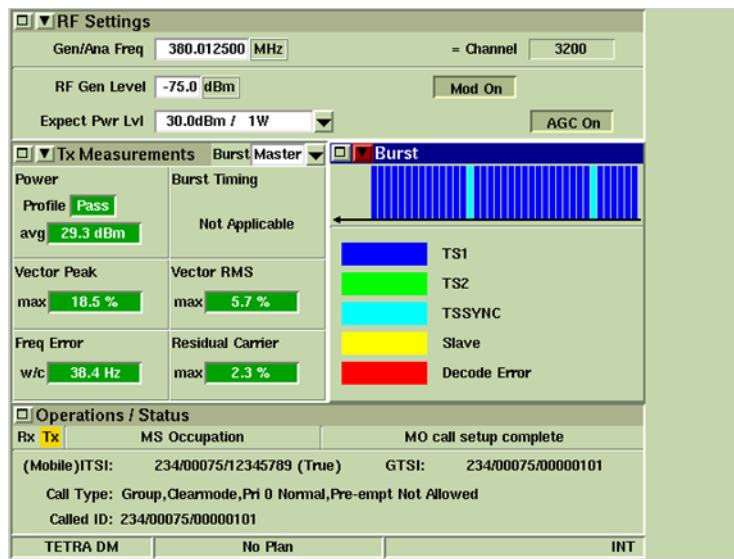 RF Settings
Gen/Ana Freq 380.012500 MHz = Channel 3200
RF Gen Level -75.0 dBm Mod On
Expect Pwr Lvl 30.0dBm / 1W AGC On
Tx Measurements Burst Master
Power
Profile Pass
avg 29.3 dBm
Burst Timing
Not Applicable
Vector Peak
max 18.5 %
Vector RMS
max 5.7 %
Freq Error
w/c 38.4 Hz
Residual Carrier
max 2.3 %
Burst
TS1
TS2
TSSYNC
Slave
Decode Error
Operations / Status
Rx Tx MS Occupation MO call setup complete
(Mobile)ITSI: 234/00075/12345789 (True) GTSI: 234/00075/00000101
Call Type: Group,Clearmode,Pri 0 Normal,Pre-empt Not Allowed
Called ID: 234/00075/00000101
TETRA DM No Plan INT